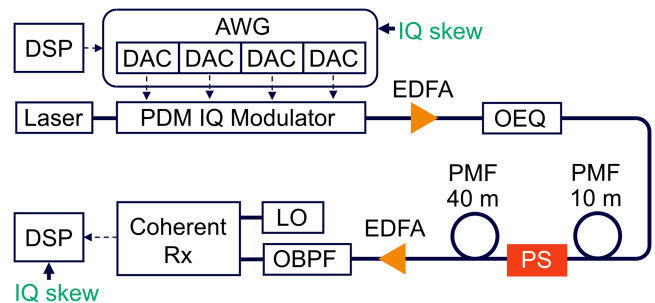 AWG
DSP
IQ skew
DAC DAC DAC DAC
EDFA
Laser
PDM IQ Modulator
OEQ
PMF
40 m
PMF
10 m
Coherent
Rx
LO
EDFA
DSP
OBPF
PS
IQ skew